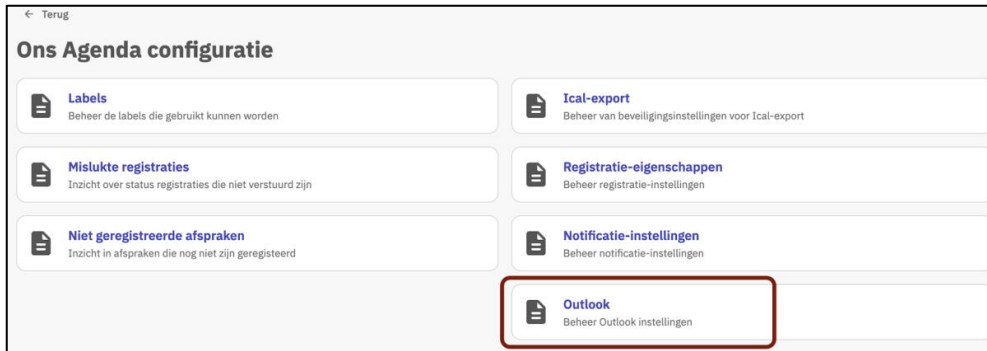 ← Terug
Ons Agenda configuratie
Labels
Beheer de labels die gebruikt kunnen worden
Ical-export
Beheer van beveiligingsinstellingen voor Ical-export
Mislukte registraties
Inzicht over status registraties die niet verstuurd zijn
Registratie-eigenschappen
Beheer registratie-instellingen
Niet geregistreerde afspraken
Inzicht in afspraken die nog niet zijn geregisteerd
Notificatie-instellingen
Beheer notificatie-instellingen
Outlook
Beheer Outlook instellingen